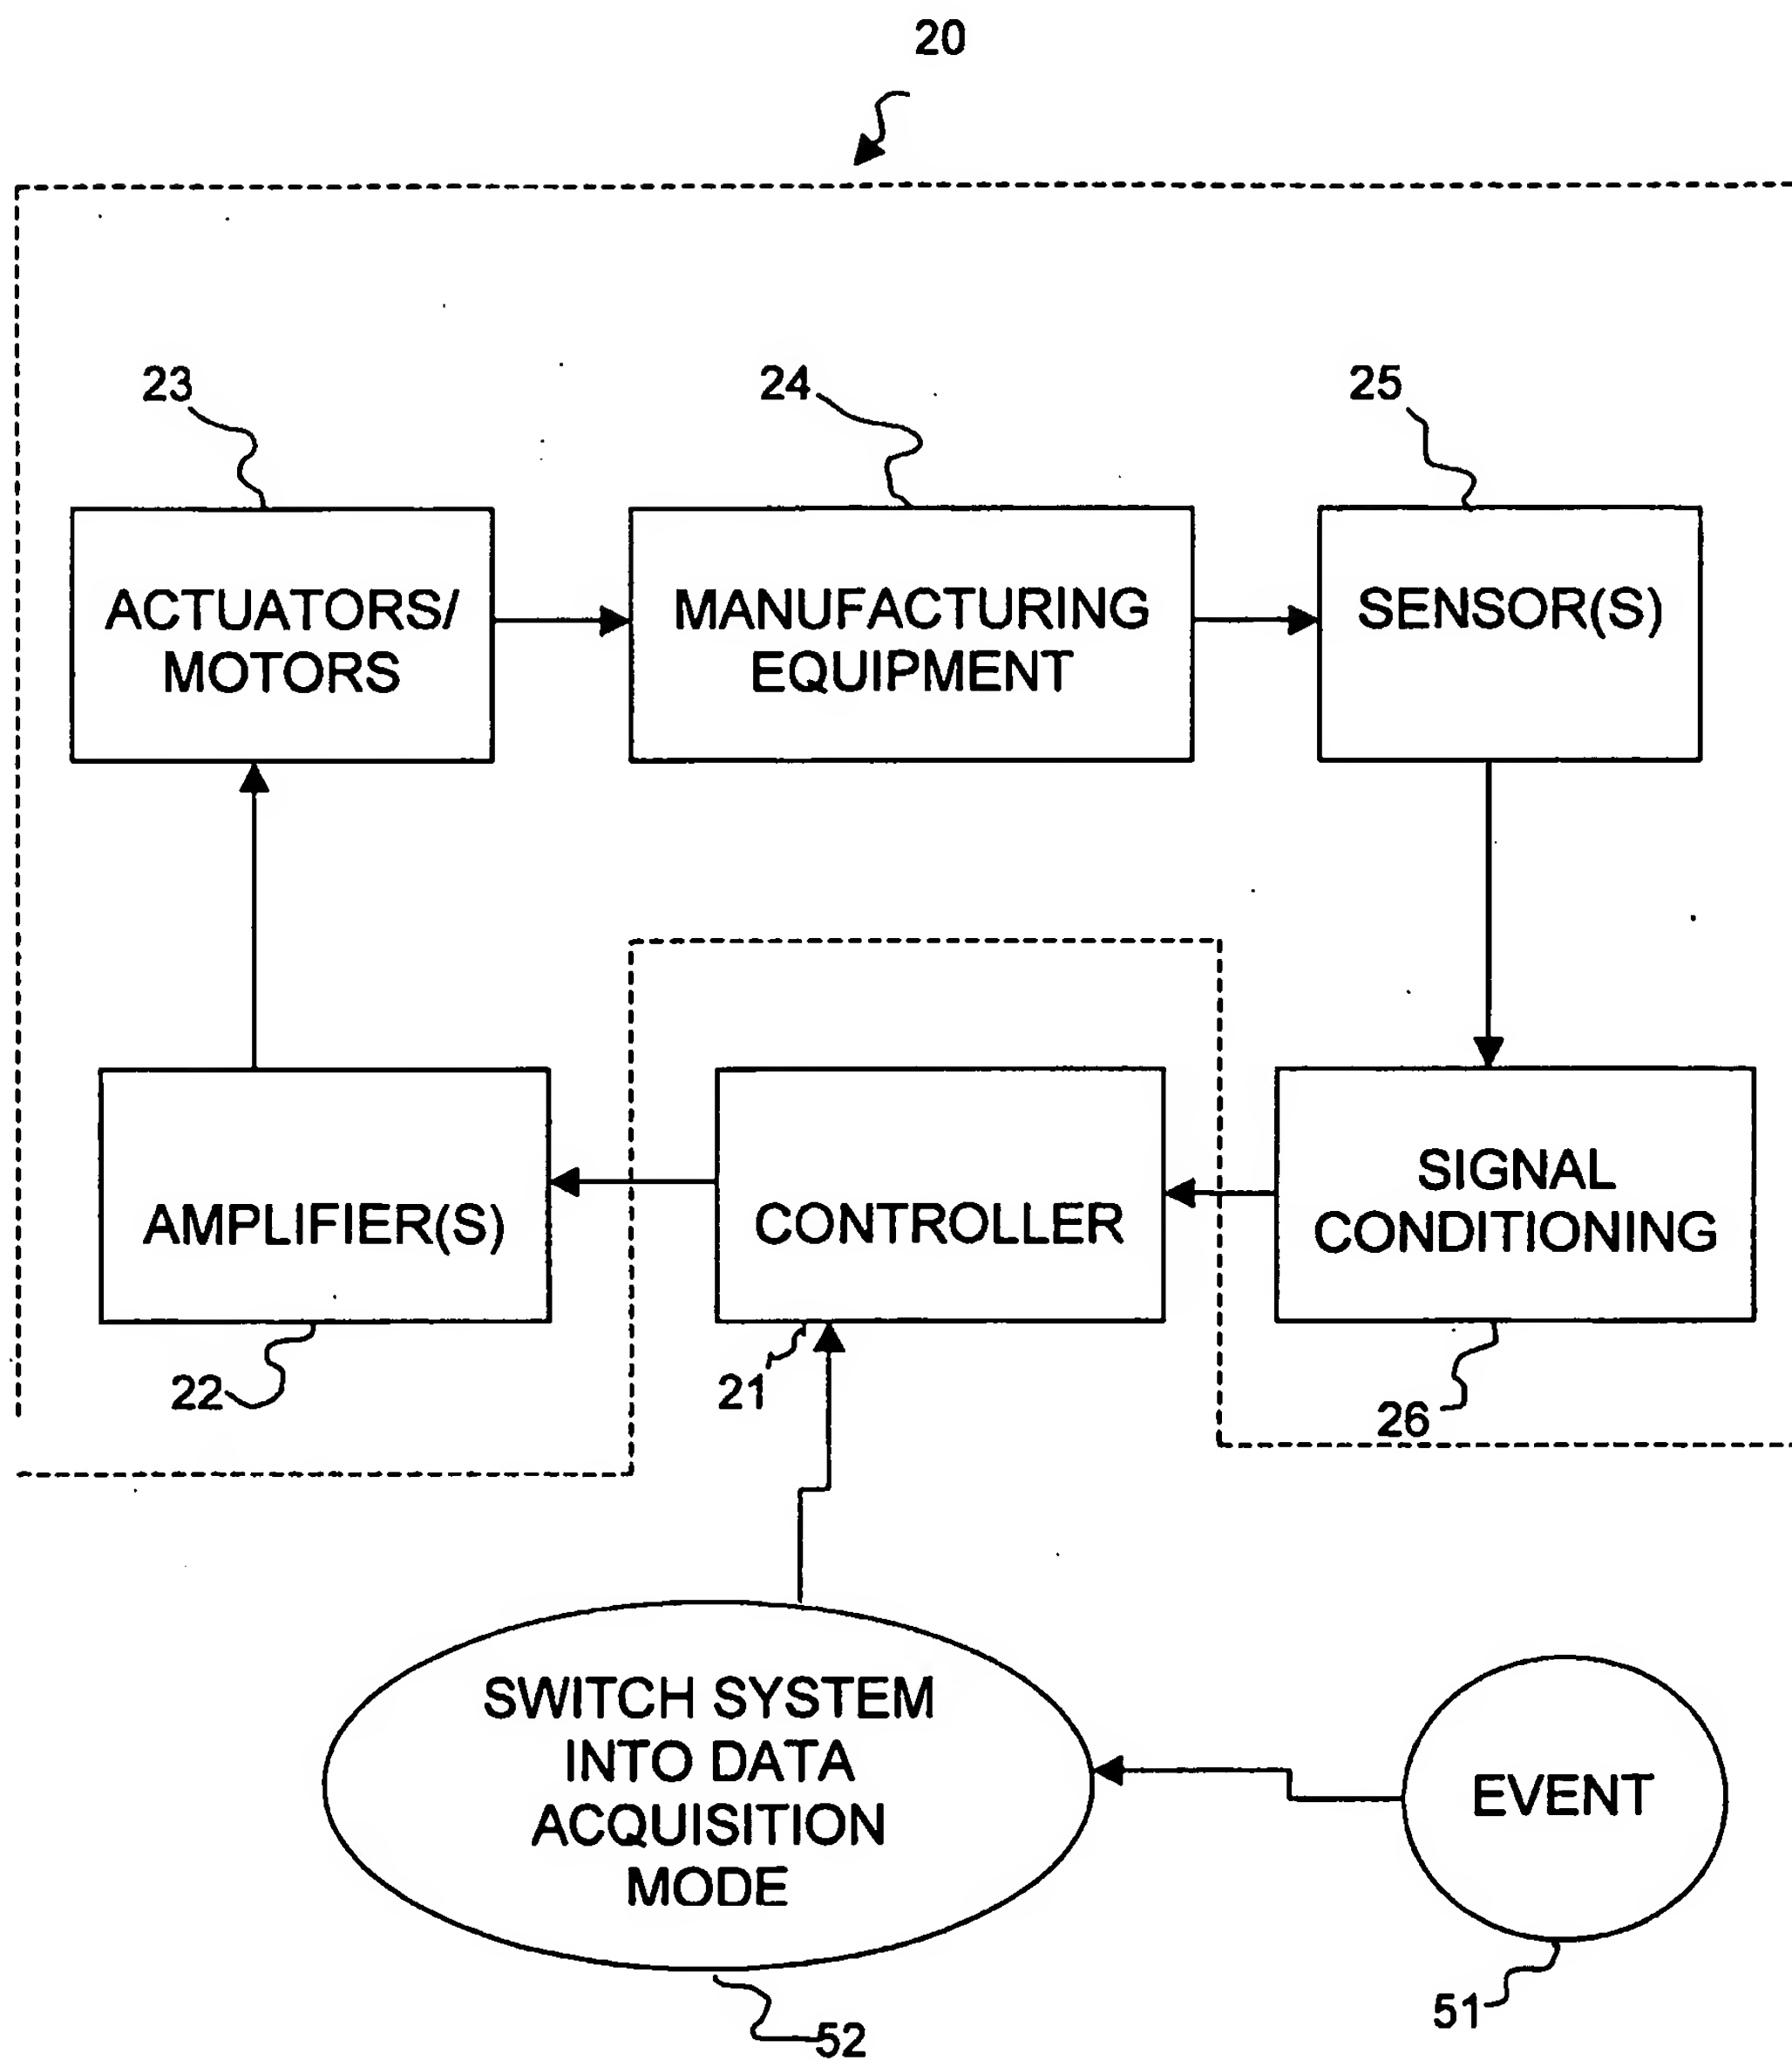 20
23
24
25
ACTUATORS/
MOTORS
MANUFACTURING
EQUIPMENT
SENSOR(S)
AMPLIFIER(S)
CONTROLLER
SIGNAL
CONDITIONING
22
21
26
SWITCH SYSTEM
INTO DATA
ACQUISITION
MODE
EVENT
52
51